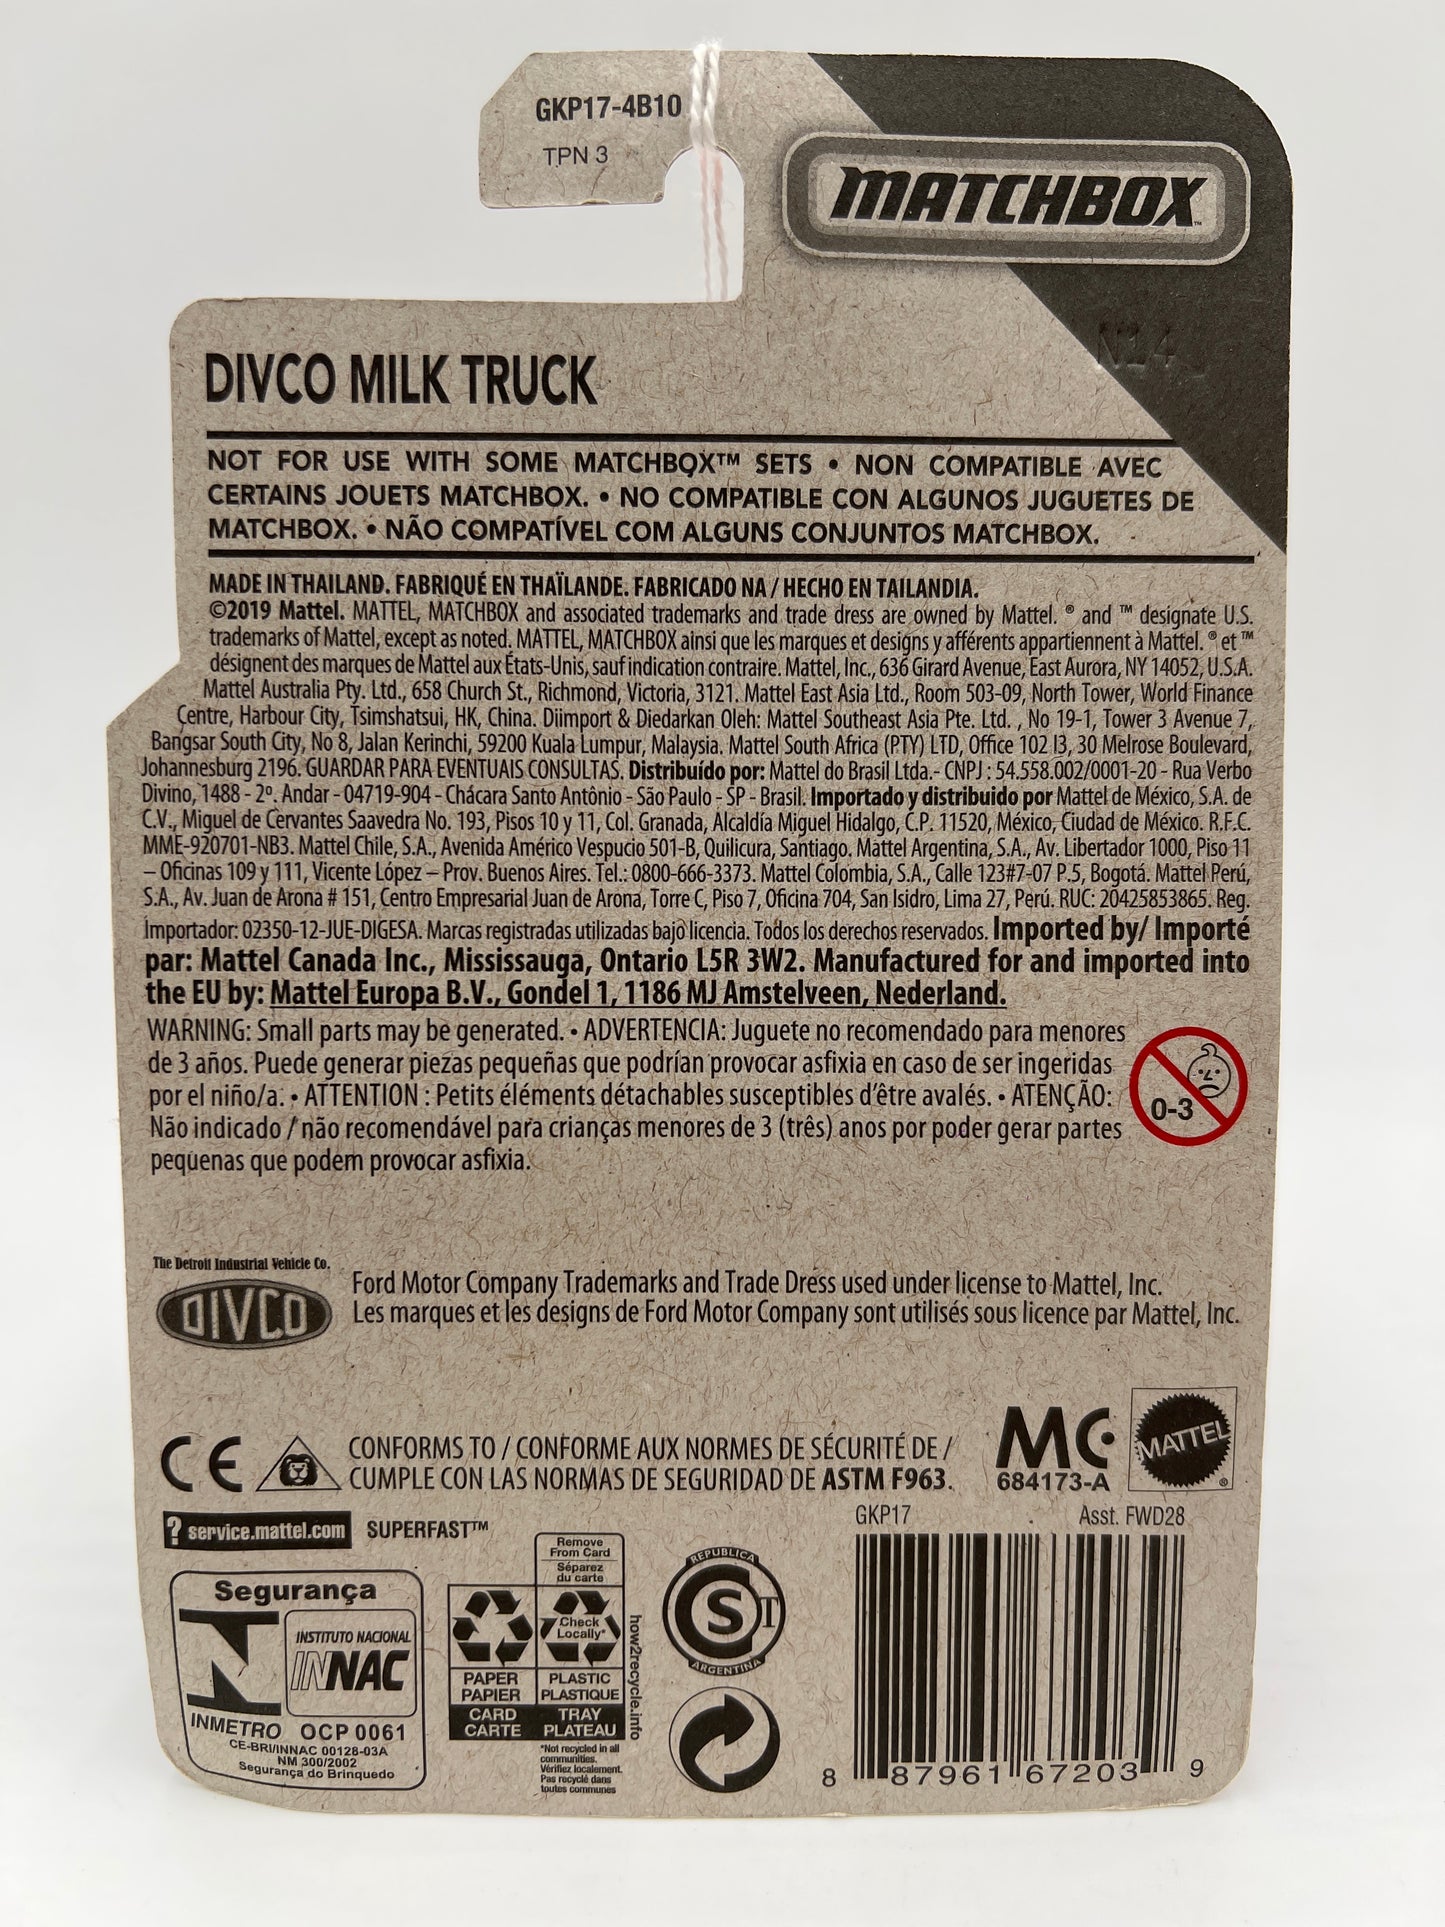 GKP17-4B10
TPN 3
MATCHBOX™
DIVCO MILK TRUCK
NOT FOR USE WITH SOME MATCHBOX™ SETS • NON COMPATIBLE AVEC
CERTAINS JOUETS MATCHBOX. • NO COMPATIBLE CON ALGUNOS JUGUETES DE
MATCHBOX. • NÃO COMPATÍVEL COM ALGUNS CONJUNTOS MATCHBOX.
MADE IN THAILAND. FABRIQUÉ EN THAÏLANDE. FABRICADO NA / HECHO EN TAILANDIA.
©2019 Mattel. MATTEL, MATCHBOX and associated trademarks and trade dress are owned by Mattel. ® and ™ designate U.S.
trademarks of Mattel, except as noted. MATTEL, MATCHBOX ainsi que les marques et designs y afférents appartiennent à Mattel. ® et ™
désignent des marques de Mattel aux États-Unis, sauf indication contraire. Mattel, Inc., 636 Girard Avenue, East Aurora, NY 14052, U.S.A.
Mattel Australia Pty. Ltd., 658 Church St., Richmond, Victoria, 3121. Mattel East Asia Ltd., Room 503-09, North Tower, World Finance
Centre, Harbour City, Tsimshatsui, HK, China. Diimport & Diedarkan Oleh: Mattel Southeast Asia Pte. Ltd. , No 19-1, Tower 3 Avenue 7,
Bangsar South City, No 8, Jalan Kerinchi, 59200 Kuala Lumpur, Malaysia. Mattel South Africa (PTY) LTD, Office 102 I3, 30 Melrose Boulevard,
Johannesburg 2196. GUARDAR PARA EVENTUAIS CONSULTAS. Distribuído por: Mattel do Brasil Ltda.- CNPJ : 54.558.002/0001-20 - Rua Verbo
Divino, 1488 - 2º. Andar - 04719-904 - Chácara Santo Antônio - São Paulo - SP - Brasil. Importado y distribuido por Mattel de México, S.A. de
C.V., Miguel de Cervantes Saavedra No. 193, Pisos 10 y 11, Col. Granada, Alcaldía Miguel Hidalgo, C.P. 11520, México, Ciudad de México. R.F.C.
MME-920701-NB3. Mattel Chile, S.A., Avenida Américo Vespucio 501-B, Quilicura, Santiago. Mattel Argentina, S.A., Av. Libertador 1000, Piso 11
– Oficinas 109 y 111, Vicente López – Prov. Buenos Aires. Tel.: 0800-666-3373. Mattel Colombia, S.A., Calle 123#7-07 P.5, Bogotá. Mattel Perú,
S.A., Av. Juan de Arona # 151, Centro Empresarial Juan de Arona, Torre C, Piso 7, Oficina 704, San Isidro, Lima 27, Perú. RUC: 20425853865. Reg.
Importador: 02350-12-JUE-DIGESA. Marcas registradas utilizadas bajo licencia. Todos los derechos reservados. Imported by/ Importé
par: Mattel Canada Inc., Mississauga, Ontario L5R 3W2. Manufactured for and imported into
the EU by: Mattel Europa B.V., Gondel 1, 1186 MJ Amstelveen, Nederland.
WARNING: Small parts may be generated. • ADVERTENCIA: Juguete no recomendado para menores
de 3 años. Puede generar piezas pequeñas que podrían provocar asfixia en caso de ser ingeridas
por el niño/a. • ATTENTION : Petits éléments détachables susceptibles d'être avalés. • ATENÇÃO:
Não indicado / não recomendável para crianças menores de 3 (três) anos por poder gerar partes
pequenas que podem provocar asfixia.
0-3
The Detroit Industrial Vehicle Co.
DIVCO
Ford Motor Company Trademarks and Trade Dress used under license to Mattel, Inc.
Les marques et les designs de Ford Motor Company sont utilisés sous licence par Mattel, Inc.
CE
CONFORMS TO / CONFORME AUX NORMES DE SÉCURITÉ DE /
CUMPLE CON LAS NORMAS DE SEGURIDAD DE ASTM F963.
MC
684173-A
MATTEL
®
? service.mattel.com
SUPERFAST™
GKP17
Asst. FWD28
Segurança
INSTITUTO NACIONAL
INNAC
INMETRO OCP 0061
CE-BRI/INNAC 00128-03A
NM 300/2002
Segurança do Brinquedo
Remove
From Card
Séparez
du carte
Check
Locally*
PAPER
PAPIER
PLASTIC
PLASTIQUE
CARD
CARTE
TRAY
PLATEAU
how2recycle.info
*Not recycled in all
communities.
Vérifiez localement.
Pas recyclé dans
toutes communes
REPUBLICA
S T
ARGENTINA
8 87961 67203 9